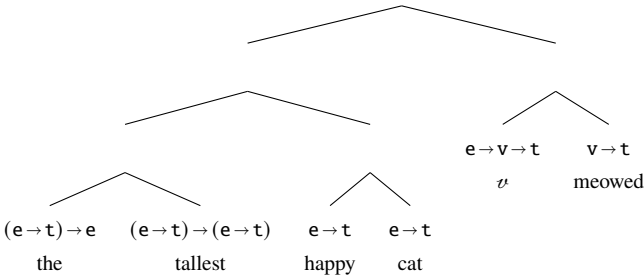 e→v→t v→t
𝓋 meowed
(e→t)→e (e→t)→(e→t) e→t e→t
the tallest happy cat